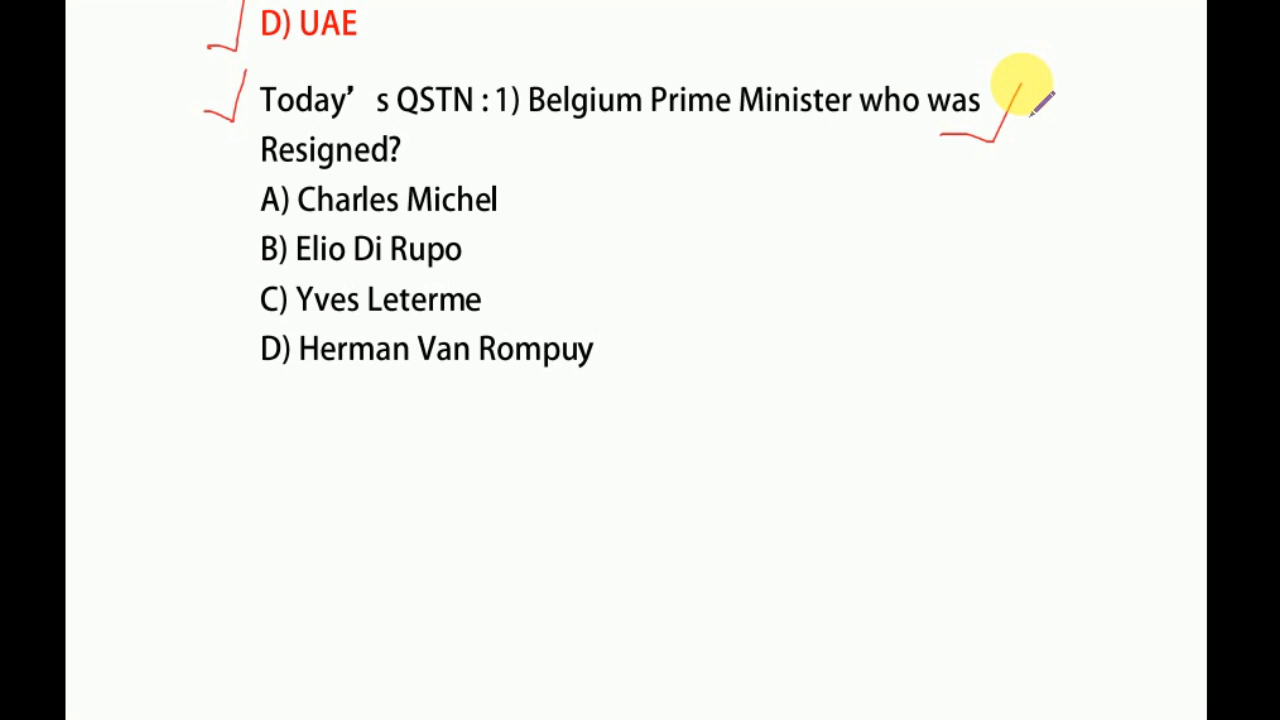 D) UAE
Today’ s QSTN : 1) Belgium Prime Minister who was
Resigned?
A) Charles Michel
B) Elio Di Rupo
C) Yves Leterme
D) Herman Van Rompuy